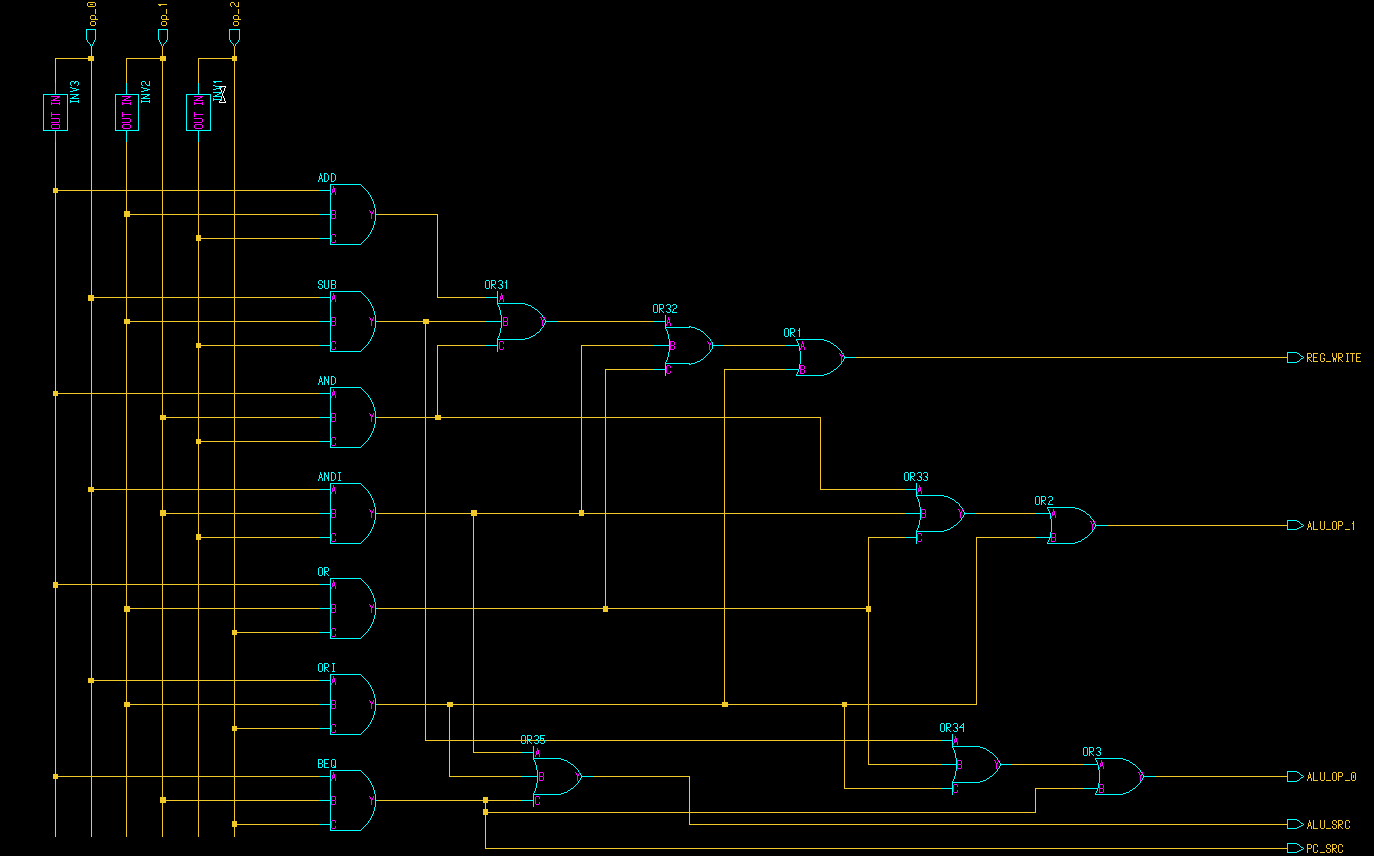 op_0
op_1
op_2
INV3
INV2
INV1
OUT IN
OUT IN
OUT IN
ADD
A
B
C
Y
SUB
A
B
C
Y
OR31
A
B
C
Y
OR32
A
B
C
Y
OR1
A
B
Y
REG_WRITE
AND
A
B
C
Y
ANDI
A
B
C
Y
OR33
A
B
C
Y
OR2
A
B
Y
ALU_OP_1
OR
A
B
C
Y
ORI
A
B
C
Y
OR35
A
B
C
Y
OR34
A
B
C
Y
OR3
A
B
Y
ALU_OP_0
BEQ
A
B
C
Y
ALU_SRC
PC_SRC